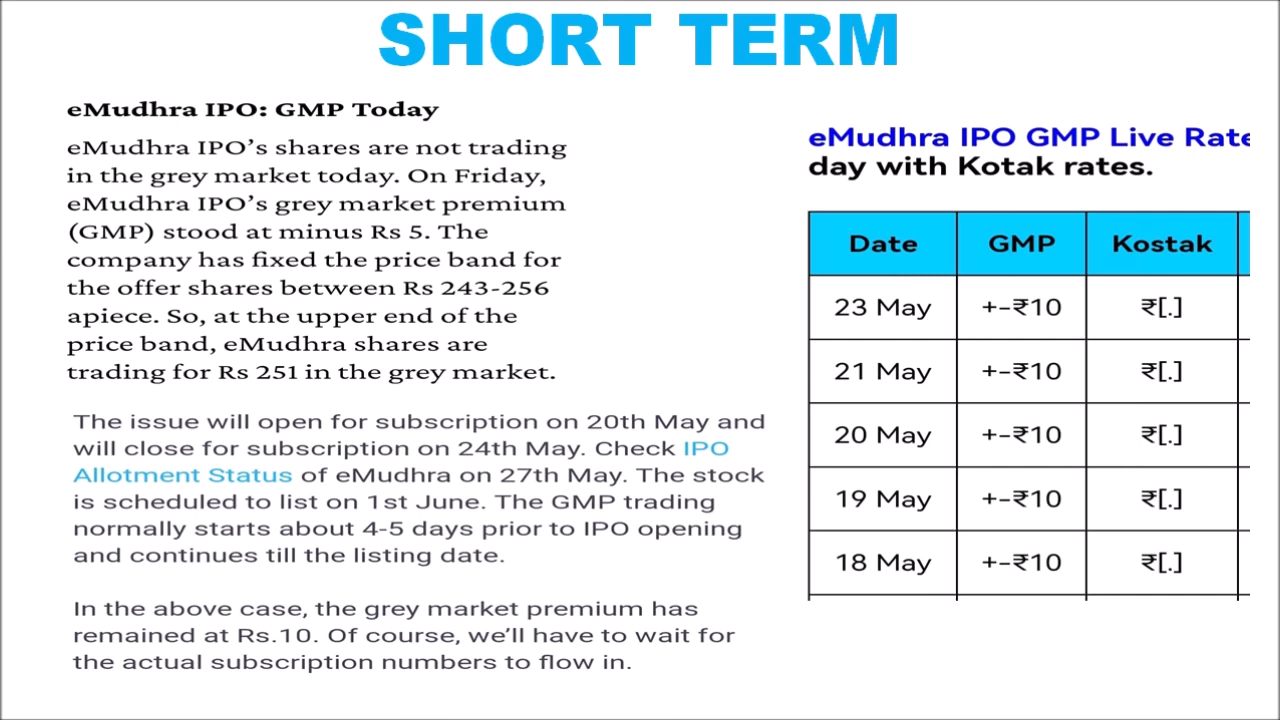 SHORT TERM
eMudhra IPO: GMP Today
eMudhra IPO’s shares are not trading
in the grey market today. On Friday,
eMudhra IPO’s grey market premium
(GMP) stood at minus Rs 5. The
company has fixed the price band for
the offer shares between Rs 243-256
apiece. So, at the upper end of the
price band, eMudhra shares are
trading for Rs 251 in the grey market.
The issue will open for subscription on 20th May and
will close for subscription on 24th May. Check IPO
Allotment Status of eMudhra on 27th May. The stock
is scheduled to list on 1st June. The GMP trading
normally starts about 4-5 days prior to IPO opening
and continues till the listing date.
In the above case, the grey market premium has
remained at Rs.10. Of course, we’ll have to wait for
the actual subscription numbers to flow in.
eMudhra IPO GMP Live Rate
day with Kotak rates.
Date GMP Kostak
23 May +-₹10 ₹[.]
21 May +-₹10 ₹[.]
20 May +-₹10 ₹[.]
19 May +-₹10 ₹[.]
18 May +-₹10 ₹[.]